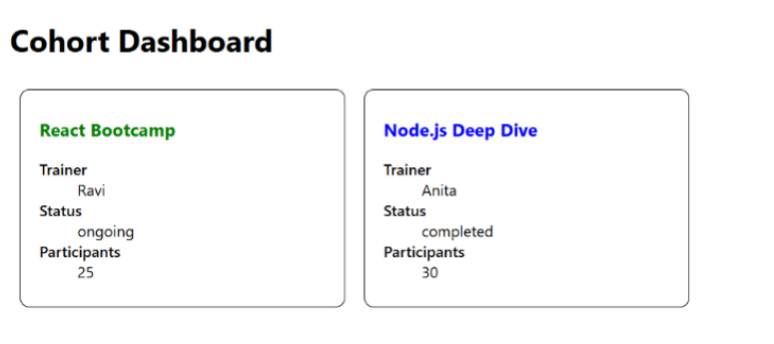 Cohort Dashboard
React Bootcamp
Trainer
Ravi
Status
ongoing
Participants
25
Node.js Deep Dive
Trainer
Anita
Status
completed
Participants
30